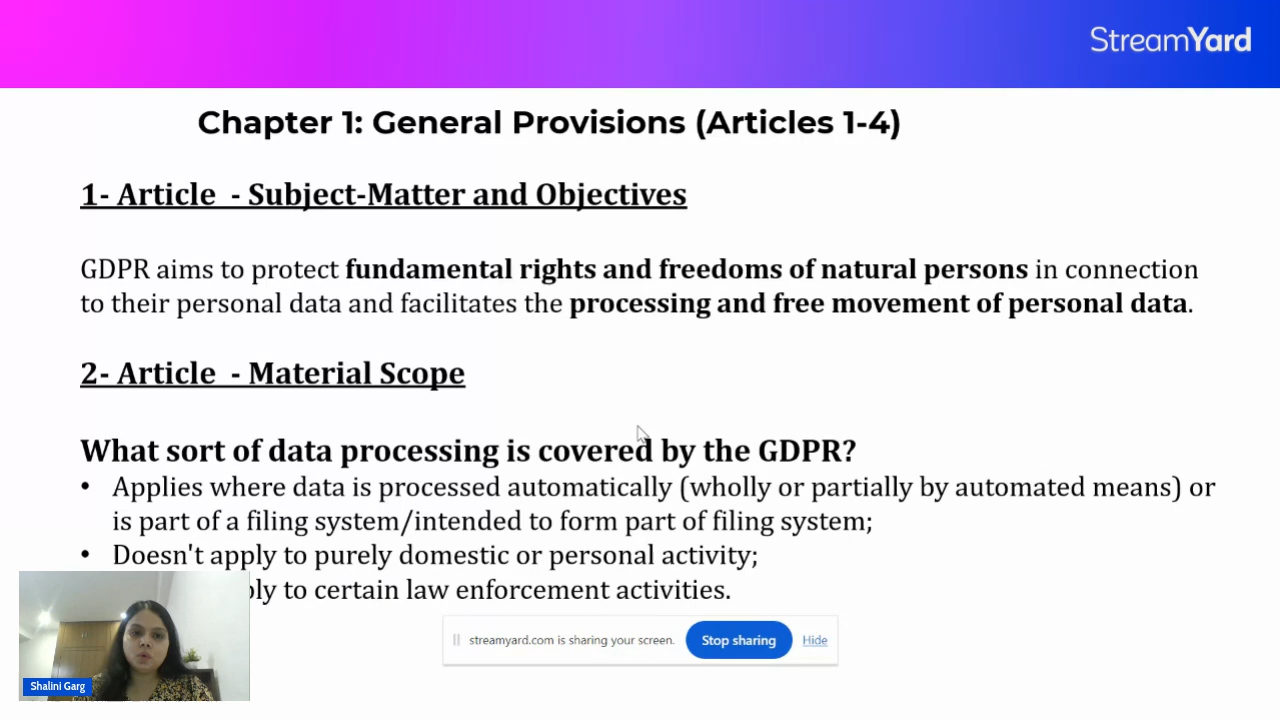 StreamYard
Chapter 1: General Provisions (Articles 1-4)
1- Article - Subject-Matter and Objectives
GDPR aims to protect fundamental rights and freedoms of natural persons in connection
to their personal data and facilitates the processing and free movement of personal data.
2- Article - Material Scope
What sort of data processing is covered by the GDPR?
• Applies where data is processed automatically (wholly or partially by automated means) or
is part of a filing system/intended to form part of filing system;
• Doesn't apply to purely domestic or personal activity;
to certain law enforcement activities.
streamyard.com is sharing your screen. Stop sharing Hide
Shalini Garg